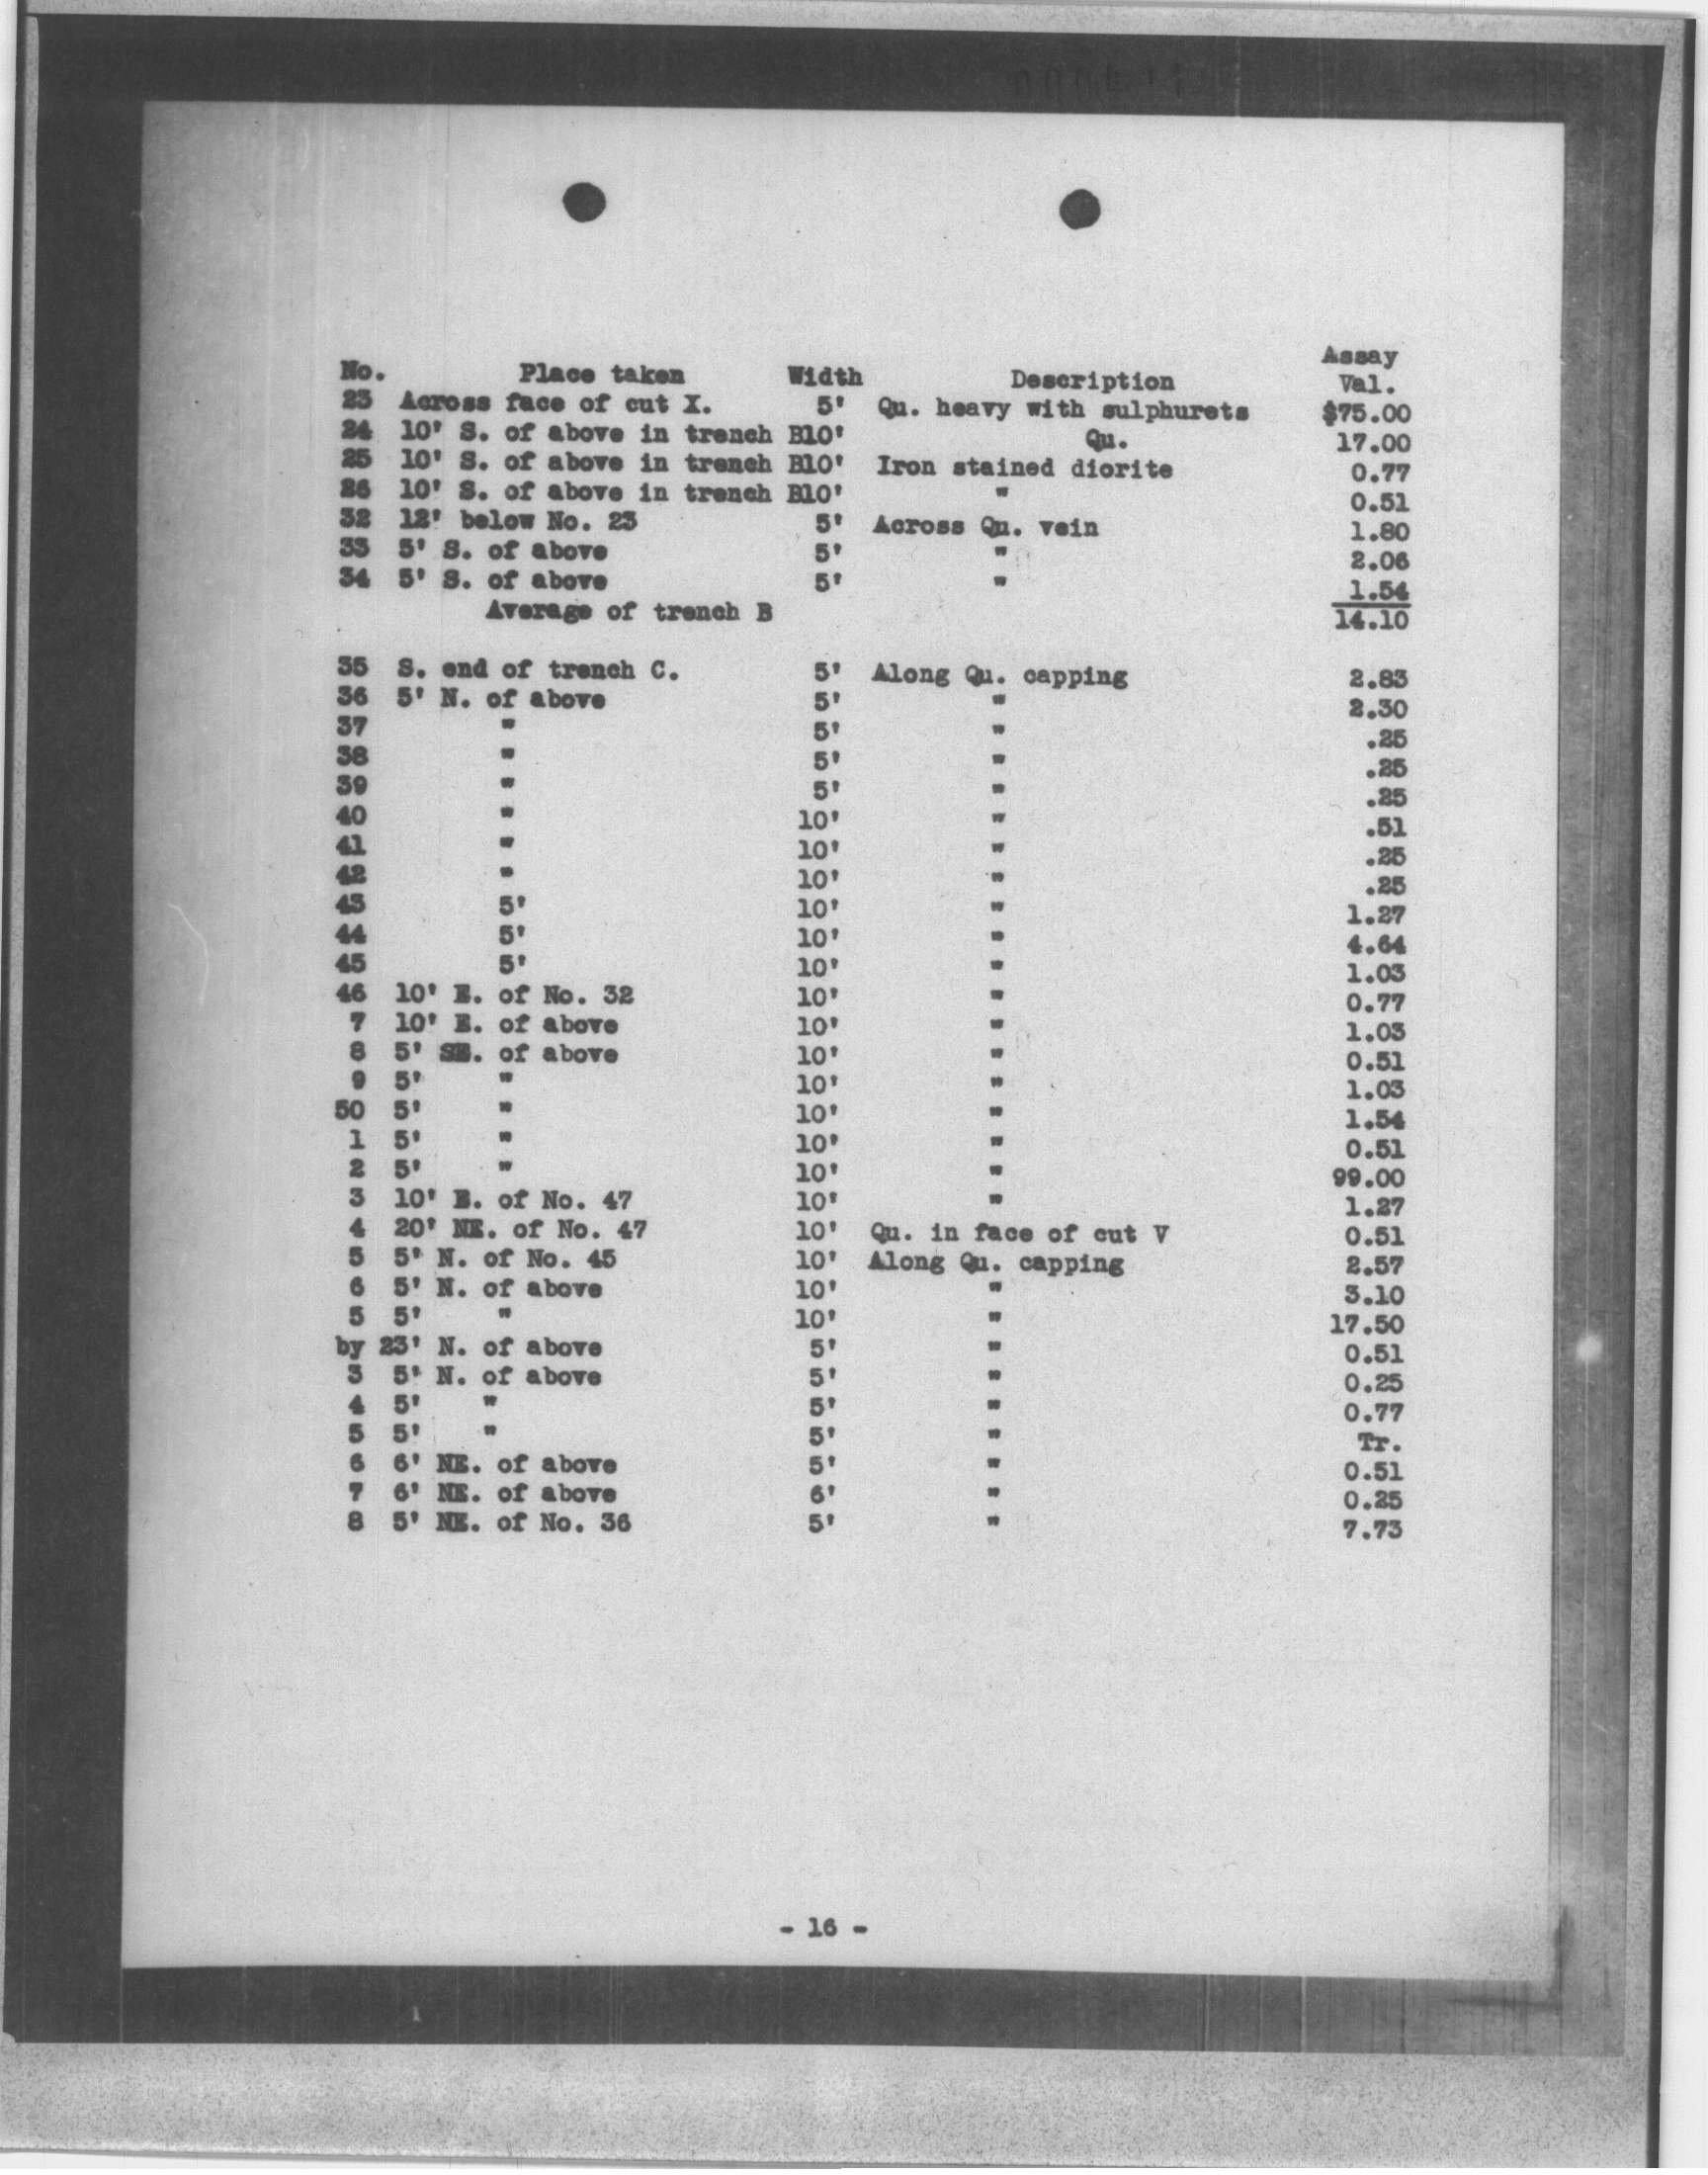 Assay
No. Place taken Width Description Val.
23 Across face of cut X. 5' Qu. heavy with sulphurets $75.00
24 10' S. of above in trench B10' Qu. 17.00
25 10' S. of above in trench B10' Iron stained diorite 0.77
26 10' S. of above in trench B10' " 0.51
32 12' below No. 23 5' Across Qu. vein 1.80
33 5' S. of above 5' " 2.06
34 5' S. of above 5' " 1.54
Average of trench B 14.10
35 S. end of trench C. 5' Along Qu. capping 2.83
36 5' N. of above 5' " 2.30
37 " 5' " .25
38 " 5' " .25
39 " 5' " .25
40 " 10' " .51
41 " 10' " .25
42 " 10' " .25
43 5' 10' " 1.27
44 5' 10' " 4.64
45 5' 10' " 1.03
46 10' E. of No. 32 10' " 0.77
7 10' E. of above 10' " 1.03
8 5' SE. of above 10' " 0.51
9 5' " 10' " 1.03
50 5' " 10' " 1.54
1 5' " 10' " 0.51
2 5' " 10' " 99.00
3 10' E. of No. 47 10' " 1.27
4 20' NE. of No. 47 10' Qu. in face of cut V 0.51
5 5' N. of No. 45 10' Along Qu. capping 2.57
6 5' N. of above 10' " 3.10
5 5' " 10' " 17.50
by 23' N. of above 5' " 0.51
3 5' N. of above 5' " 0.25
4 5' " 5' " 0.77
5 5' " 5' " Tr.
6 6' NE. of above 5' " 0.51
7 6' NE. of above 6' " 0.25
8 5' NE. of No. 36 5' " 7.73
- 16 -